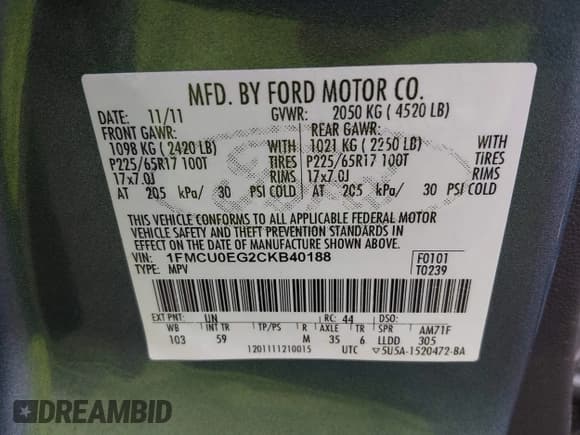 MFD. BY FORD MOTOR CO.
DATE: 11/11 GVWR: 2050 KG ( 4520 LB)
FRONT GAWR: REAR GAWR:
1098 KG ( 2420 LB) WITH 1021 KG ( 2250 LB) WITH
P225/65R17 100T TIRES P225/65R17 100T TIRES
17x7.0J RIMS 17x7.0J RIMS
AT 205 kPa/ 30 PSI COLD AT 205 kPa/ 30 PSI COLD
THIS VEHICLE CONFORMS TO ALL APPLICABLE FEDERAL MOTOR
VEHICLE SAFETY AND THEFT PREVENTION STANDARDS IN
EFFECT ON THE DATE OF MANUFACTURE SHOWN ABOVE.
VIN: 1FMCU0EG2CKB40188 F0101
TYPE: MPV T0239
EXT PNT: UN RC: 44 DSO:
WB INT TR TP/PS R AXLE TR SPR AM71F
103 59 M 35 6 LLDD 305
1201111210015 UTC ▽5U5A-1520472-BA
DREAMBID